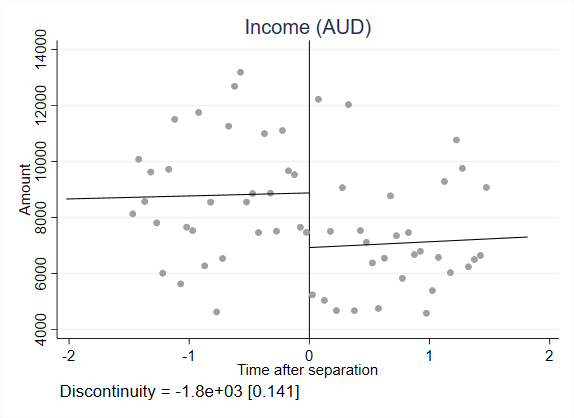 Income (AUD)
Amount
4000
6000
8000
10000
12000
14000
-2
-1
0
1
2
Time after separation
Discontinuity = -1.8e+03 [0.141]